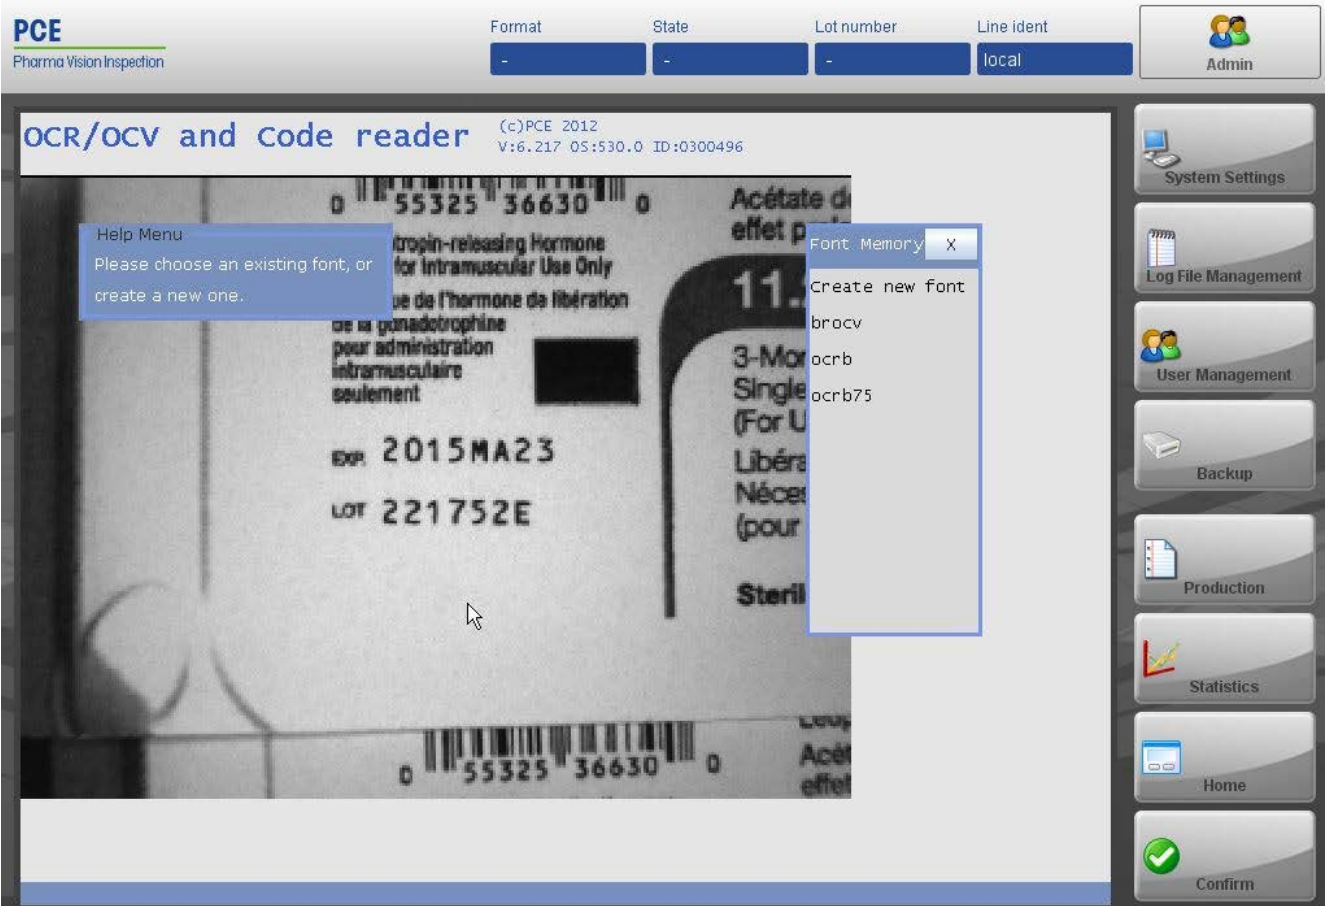 PCE
Pharma Vision Inspection
Format
State
Lot number
Line ident
-
-
-
local
Admin
OCR/OCV and Code reader
(c)PCE 2012
V:6.217 OS:530.0 ID:0300496
0 55325 36630 0
Acétate d
effet p
Help Menu
Please choose an existing font, or
create a new one.
tropin-releasing Hormone
for Intramuscular Use Only
ue de l'hormone de libération
de la gonadotrophine
pour administration
intramusculaire
seulement
EXP. 2015MA23
LOT 221752E
11.
3-Mo
Single
(For U
Libéra
Néces
(pour
Steril
Font Memory X
Create new font
brocv
ocrb
ocrb75
0 55325 36630 0
Acét
effet
System Settings
Log File Management
User Management
Backup
Production
Statistics
Home
Confirm